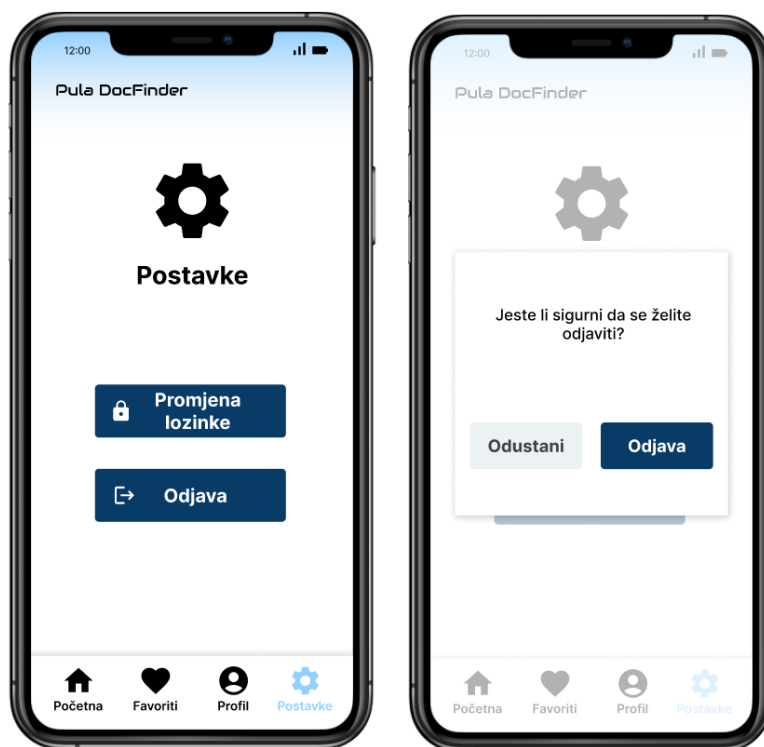 12:00
Pula DocFinder
Postavke
Promjena
lozinke
Odjava
Početna Favoriti Profil Postavke
12:00
Pula DocFinder
Jeste li sigurni da se želite
odjaviti?
Odustani Odjava
Početna Favoriti Profil Postavke